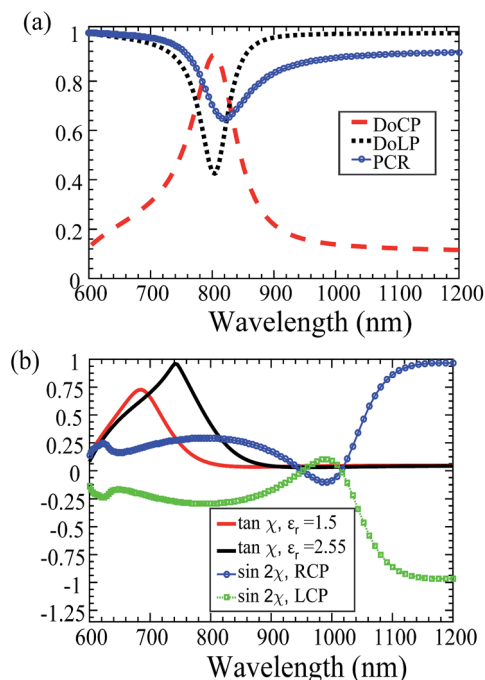 (a)
1
0.8
0.6
0.4
0.2
0
DoCP
DoLP
PCR
600 700 800 900 1000 1100 1200
Wavelength (nm)
(b)
1
0.75
0.5
0.25
0
-0.25
-0.5
-0.75
-1
-1.25
tan χ, εr =1.5
tan χ, εr =2.55
sin 2χ, RCP
sin 2χ, LCP
600 700 800 900 1000 1100 1200
Wavelength (nm)